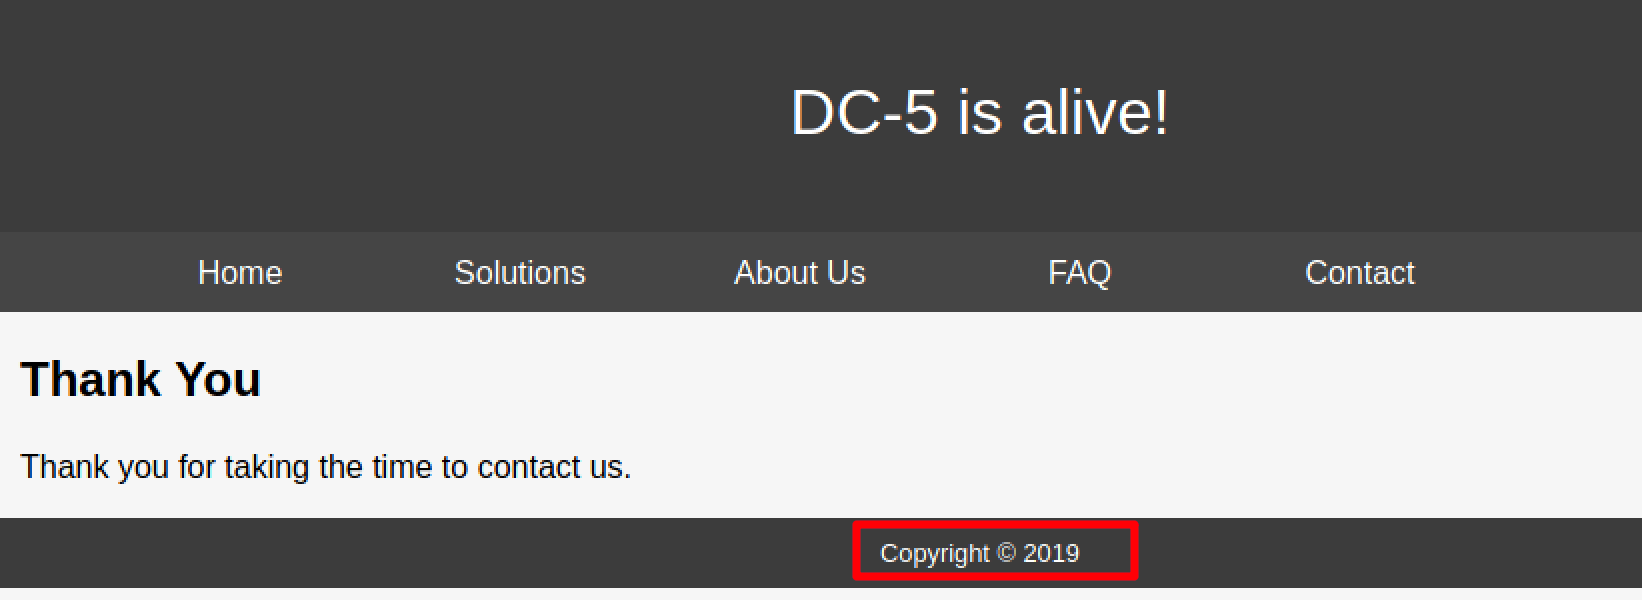 DC-5 is alive!
Home Solutions About Us FAQ Contact
Thank You
Thank you for taking the time to contact us.
Copyright © 2019